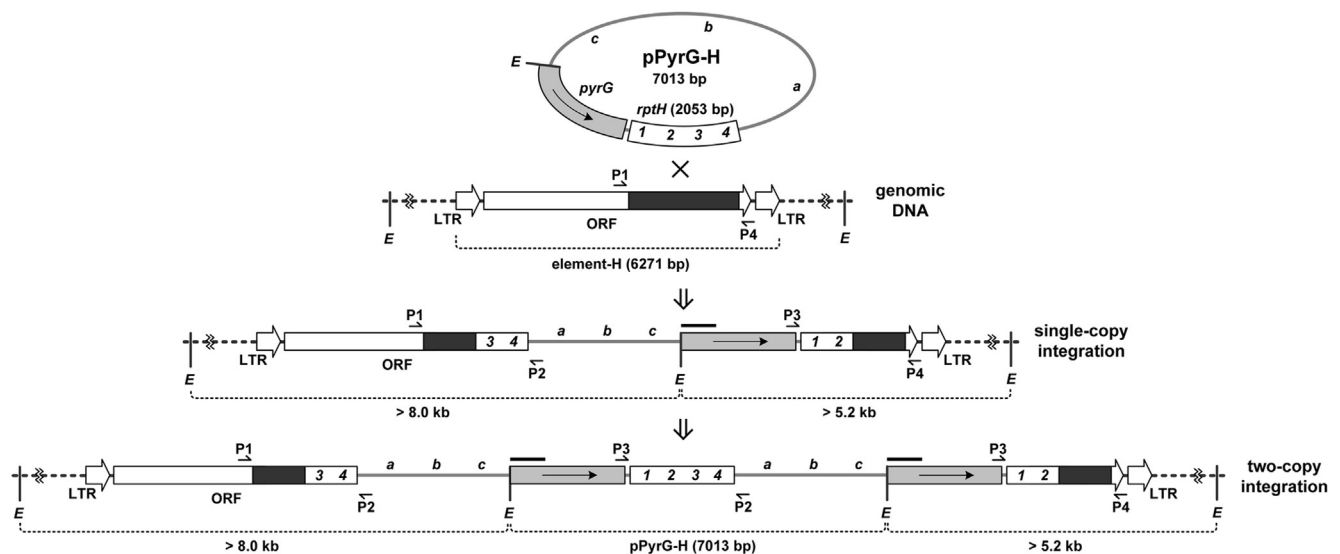 c b
pPyrG-H
E
7013 bp
a
pyrG
rptH (2053 bp)
1 2 3 4
P1
genomic
DNA
LTR ORF P4 LTR
E E
element-H (6271 bp)
P1 P3
3 4 a b c 1 2
single-copy
integration
LTR ORF P2 P4 LTR
E E E
> 8.0 kb > 5.2 kb
P1 P3 P3
3 4 a b c 1 2 3 4 a b c 1 2
two-copy
integration
LTR ORF P2 P2 P4 LTR
E E E E
> 8.0 kb pPyrG-H (7013 bp) > 5.2 kb